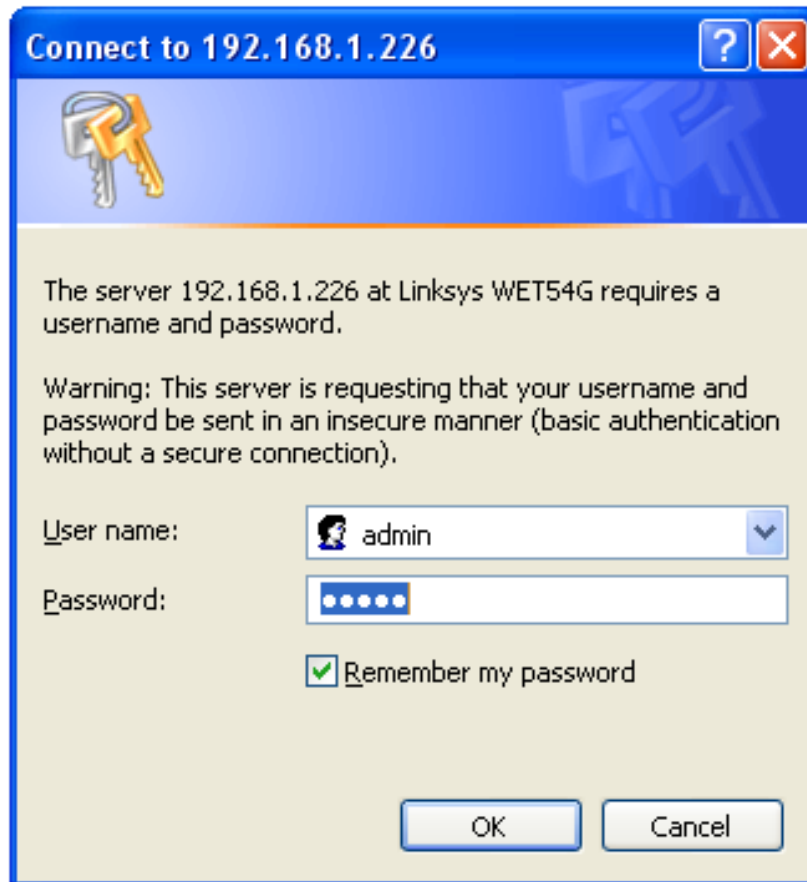 Connect to 192.168.1.226
?
The server 192.168.1.226 at Linksys WET54G requires a
username and password.
Warning: This server is requesting that your username and
password be sent in an insecure manner (basic authentication
without a secure connection).
User name:
admin
Password:
•••••
Remember my password
OK
Cancel